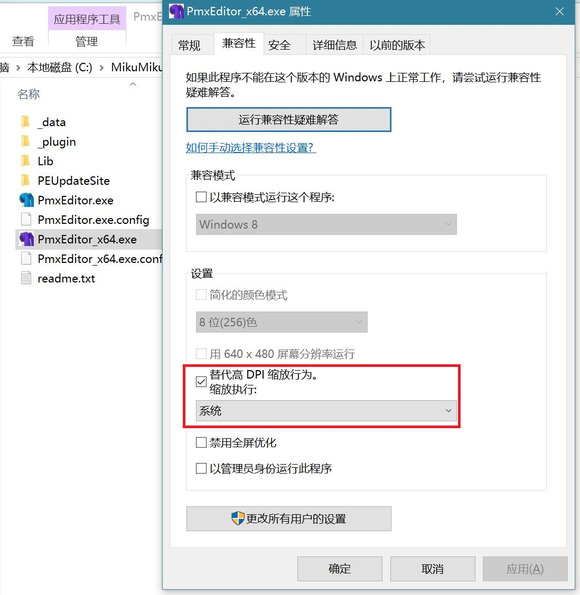 应用程序工具
PmxE
查看
管理
脑 › 本地磁盘 (C:) › MikuMiku
名称
_data
_plugin
Lib
PEUpdateSite
PmxEditor.exe
PmxEditor.exe.config
PmxEditor_x64.exe
PmxEditor_x64.exe.conf
readme.txt
PmxEditor_x64.exe 属性
常规
兼容性
安全
详细信息
以前的版本
如果此程序不能在这个版本的 Windows 上正常工作，请尝试运行兼容性
疑难解答。
运行兼容性疑难解答
如何手动选择兼容性设置?
兼容模式
以兼容模式运行这个程序:
Windows 8
设置
简化的颜色模式
8 位(256)色
用 640 x 480 屏幕分辨率运行
替代高 DPI 缩放行为。
缩放执行:
系统
禁用全屏优化
以管理员身份运行此程序
更改所有用户的设置
确定
取消
应用(A)